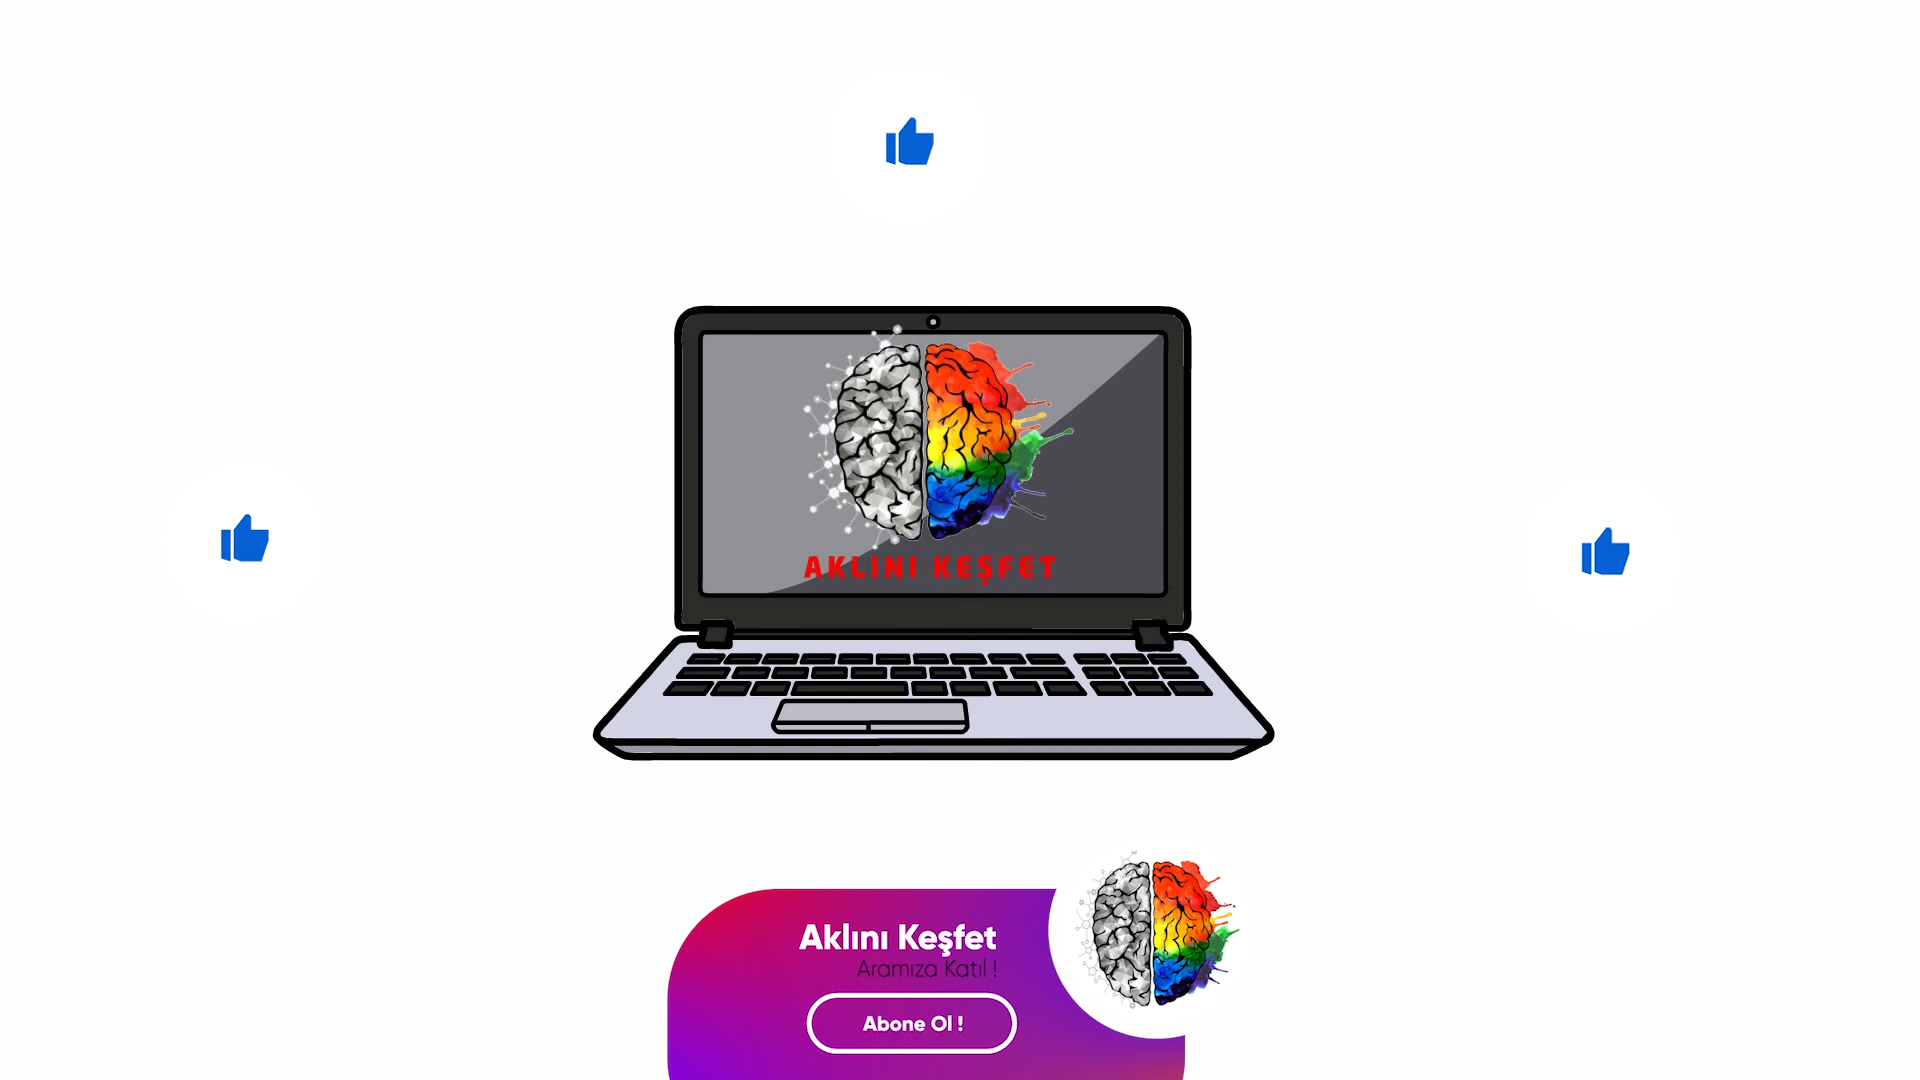 AKLINI KEŞFET
Aklını Keşfet
Aramıza Katıl !
Abone Ol !